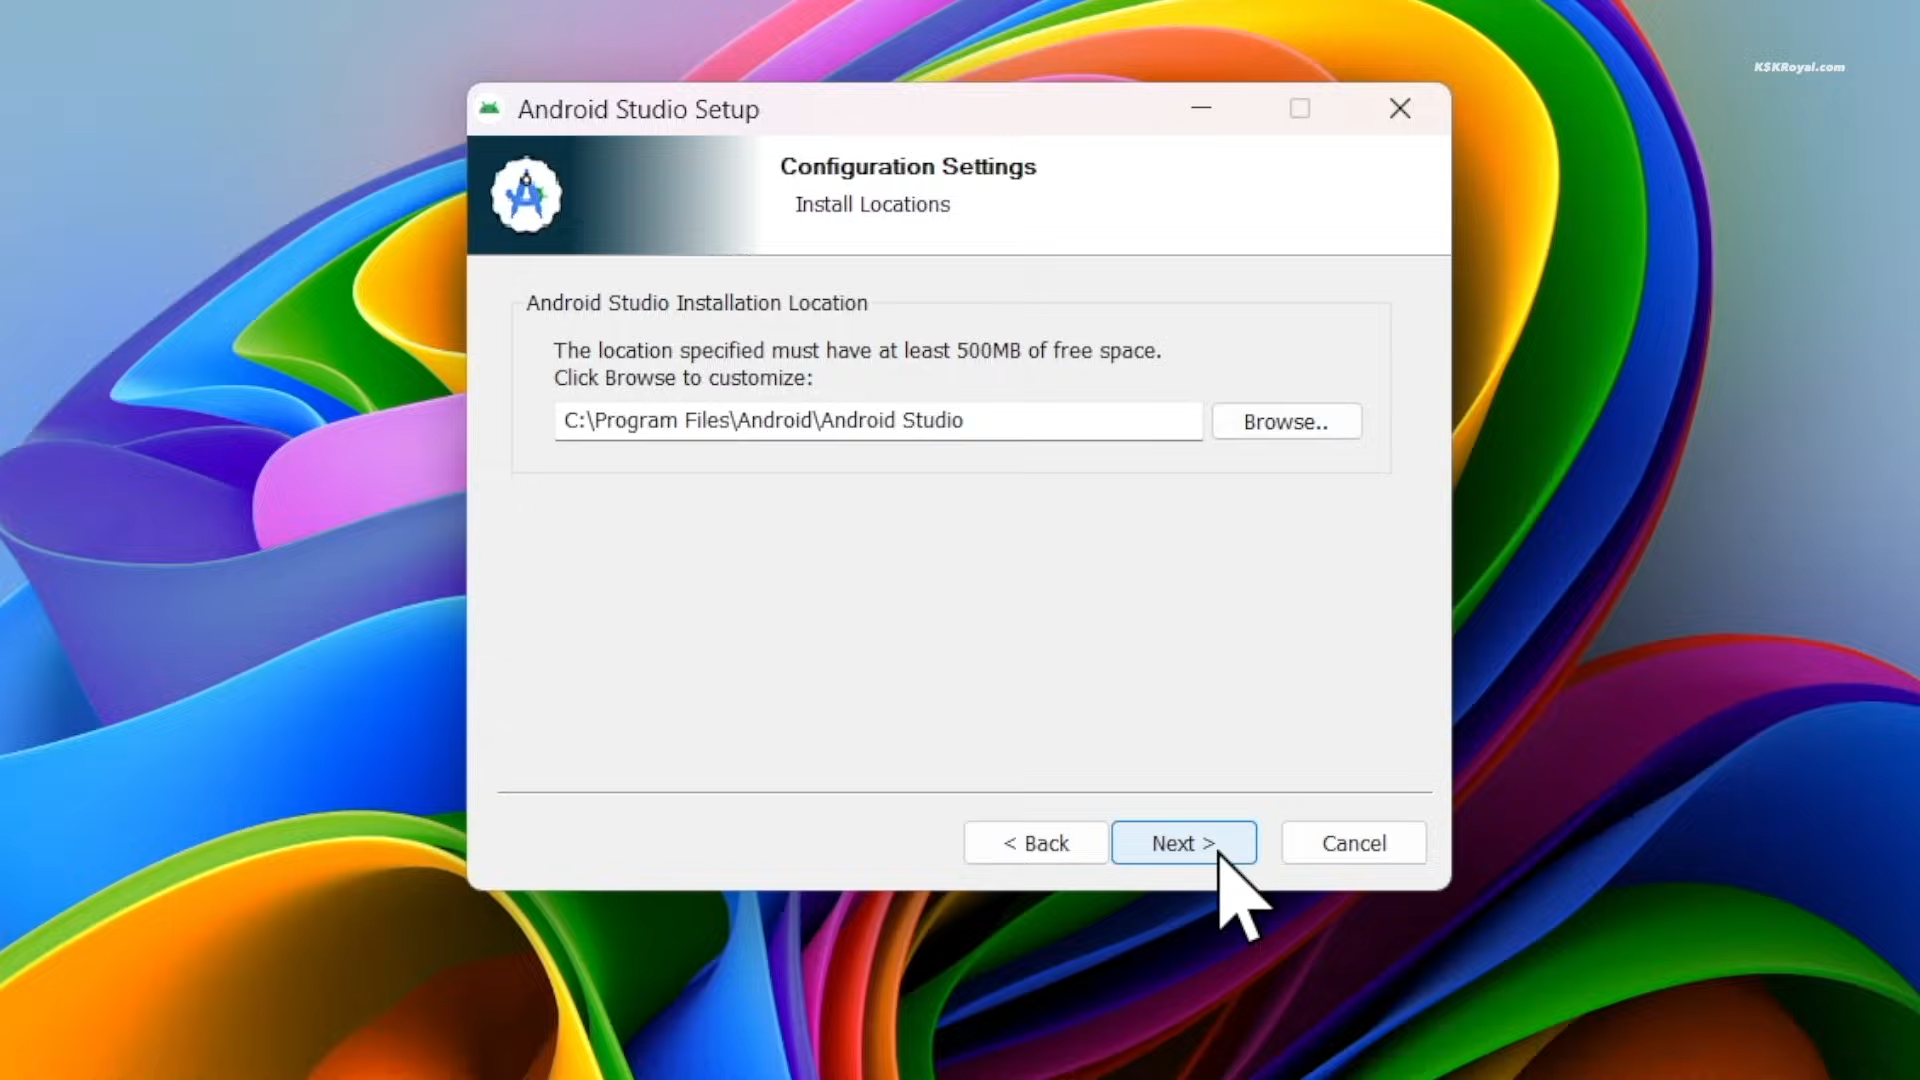 KSKRoyal.com
Android Studio Setup
Configuration Settings
Install Locations
Android Studio Installation Location
The location specified must have at least 500MB of free space.
Click Browse to customize:
C:\Program Files\Android\Android Studio
Browse..
< Back
Next >
Cancel